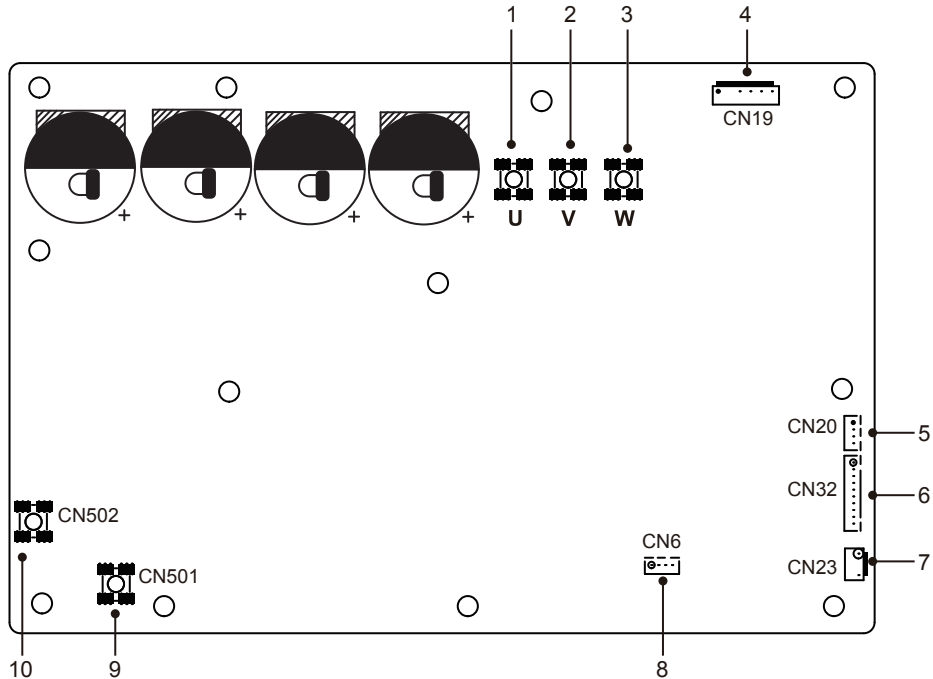 1 2 3 4
CN19
U V W
+ + + +
CN20 5
CN32 6
CN502
CN6
CN501
CN23 7
10 9 8